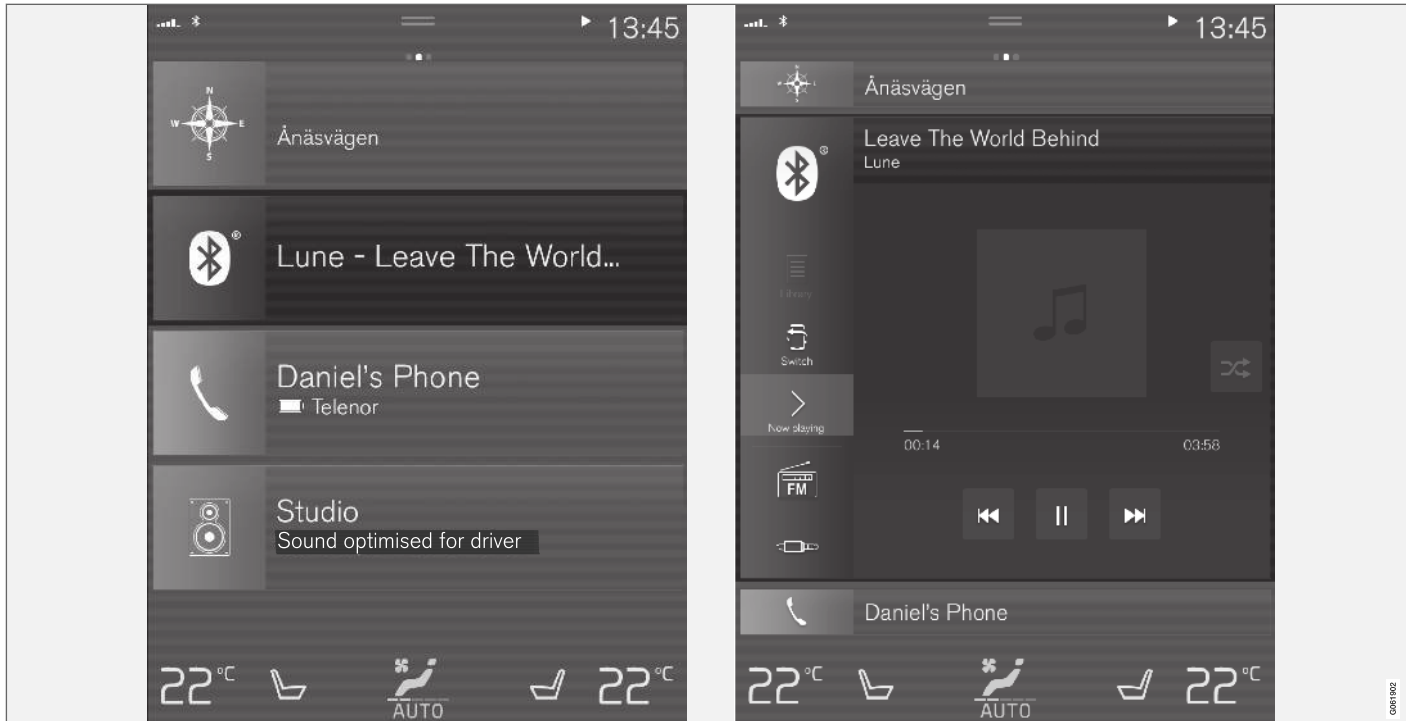 13:45
N
W E
S
Ånäsvägen
Lune - Leave The World...
Daniel's Phone
Telenor
Studio
Sound optimised for driver
22°C
AUTO
22°C
13:45
Ånäsvägen
Leave The World Behind
Lune
Library
Switch
Now playing
00:14
03:58
FM
Daniel's Phone
22°C
AUTO
22°C
G061902